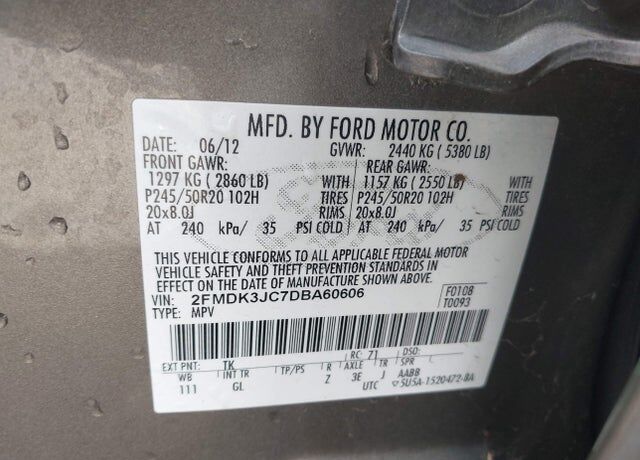 MFD. BY FORD MOTOR CO.
DATE: 06/12 GVWR: 2440 KG ( 5380 LB)
FRONT GAWR: REAR GAWR:
1297 KG ( 2860 LB) WITH 1157 KG ( 2550 LB) WITH
P245/50R20 102H TIRES P245/50R20 102H TIRES
20x8.0J RIMS 20x8.0J RIMS
AT 240 kPa/ 35 PSI COLD AT 240 kPa/ 35 PSI COLD
THIS VEHICLE CONFORMS TO ALL APPLICABLE FEDERAL MOTOR
VEHICLE SAFETY AND THEFT PREVENTION STANDARDS IN
EFFECT ON THE DATE OF MANUFACTURE SHOWN ABOVE.
VIN: 2FMDK3JC7DBA60606 F0108
TYPE: MPV T0093
EXT PNT: TK RC: 71 DSO:
WB INT TR TP/PS R AXLE TR SPR
111 GL Z 3E J AABB
UTC 5U5A-1520472-BA